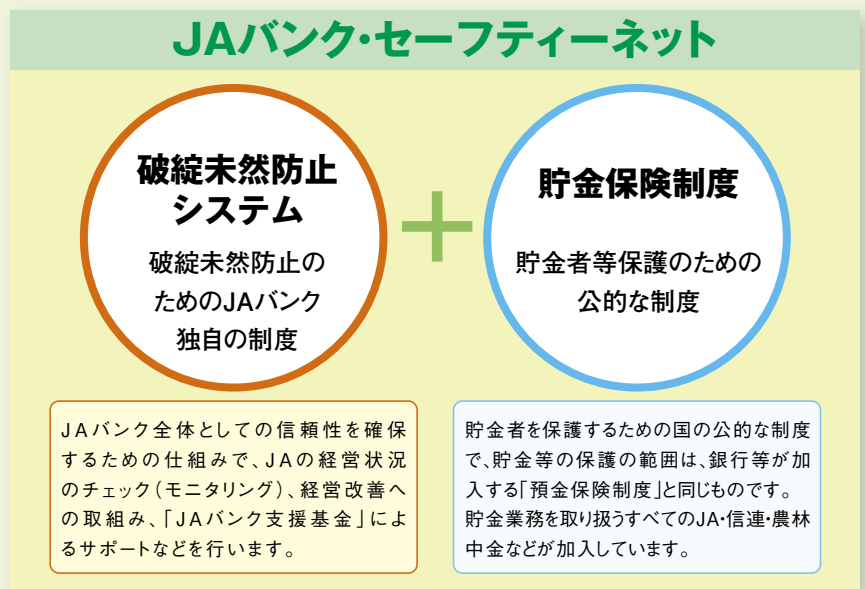 JAバンク・セーフティーネット
破綻未然防止
システム
破綻未然防止の
ためのJAバンク
独自の制度
+
貯金保険制度
貯金者等保護のための
公的な制度
JAバンク全体としての信頼性を確保
するための仕組みで、JAの経営状況
のチェック(モニタリング)、経営改善へ
の取組み、「JAバンク支援基金」によ
るサポートなどを行います。
貯金者を保護するための国の公的な制度
で、貯金等の保護の範囲は、銀行等が加
入する「預金保険制度」と同じものです。
貯金業務を取り扱うすべてのJA・信連・農林
中金などが加入しています。